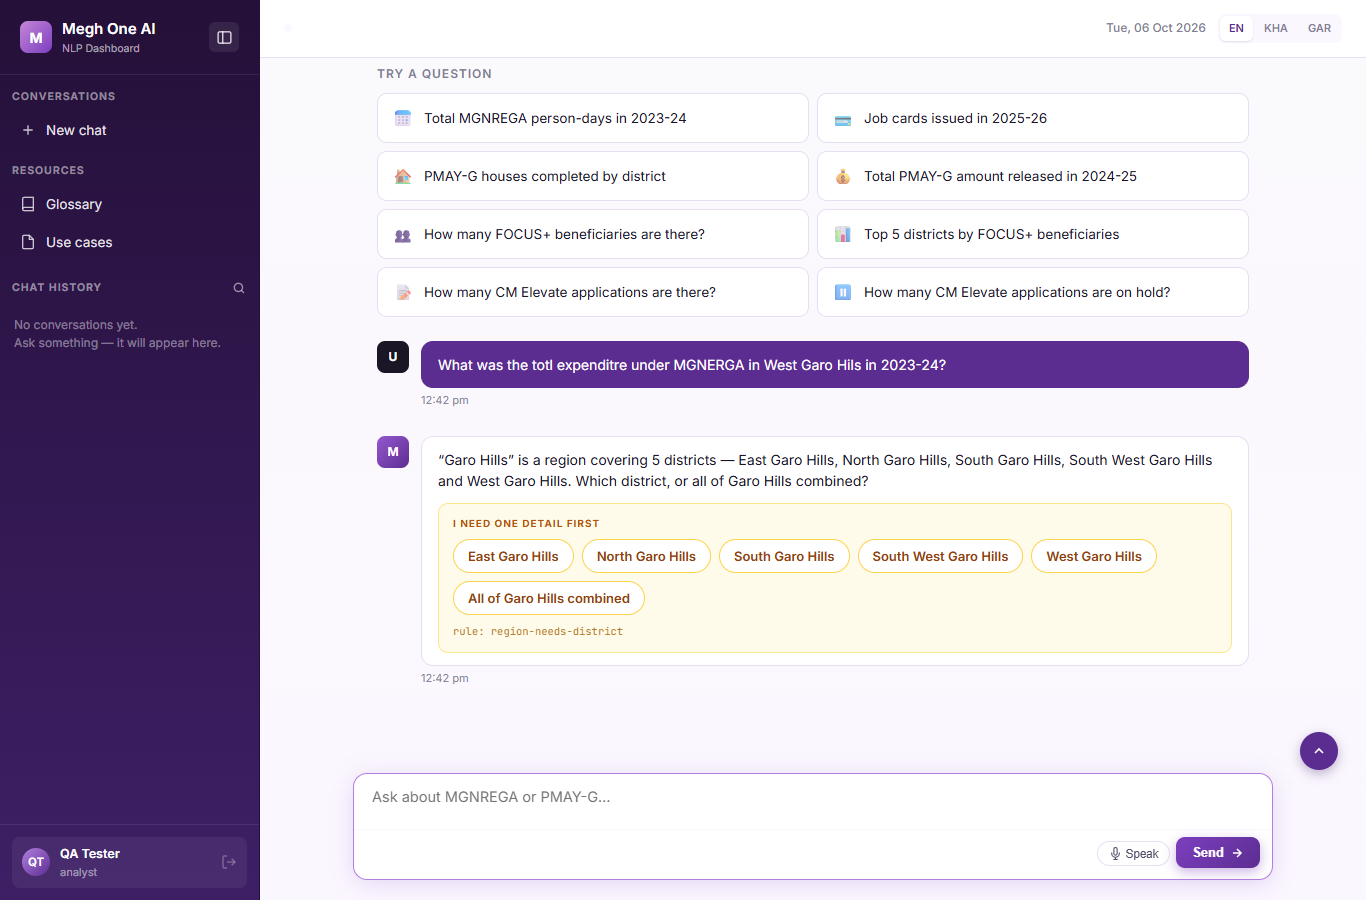 M
Megh One AI
NLP Dashboard
CONVERSATIONS
New chat
RESOURCES
Glossary
Use cases
CHAT HISTORY
No conversations yet.
Ask something — it will appear here.
QT
QA Tester
analyst
Tue, 06 Oct 2026
EN KHA GAR
TRY A QUESTION
Total MGNREGA person-days in 2023-24
Job cards issued in 2025-26
PMAY-G houses completed by district
Total PMAY-G amount released in 2024-25
How many FOCUS+ beneficiaries are there?
Top 5 districts by FOCUS+ beneficiaries
How many CM Elevate applications are there?
How many CM Elevate applications are on hold?
U
What was the totl expenditre under MGNERGA in West Garo Hils in 2023-24?
12:42 pm
M
“Garo Hills” is a region covering 5 districts — East Garo Hills, North Garo Hills, South Garo Hills, South West Garo Hills
and West Garo Hills. Which district, or all of Garo Hills combined?
I NEED ONE DETAIL FIRST
East Garo Hills North Garo Hills South Garo Hills South West Garo Hills West Garo Hills
All of Garo Hills combined
rule: region-needs-district
12:42 pm
Ask about MGNREGA or PMAY-G...
Speak
Send →